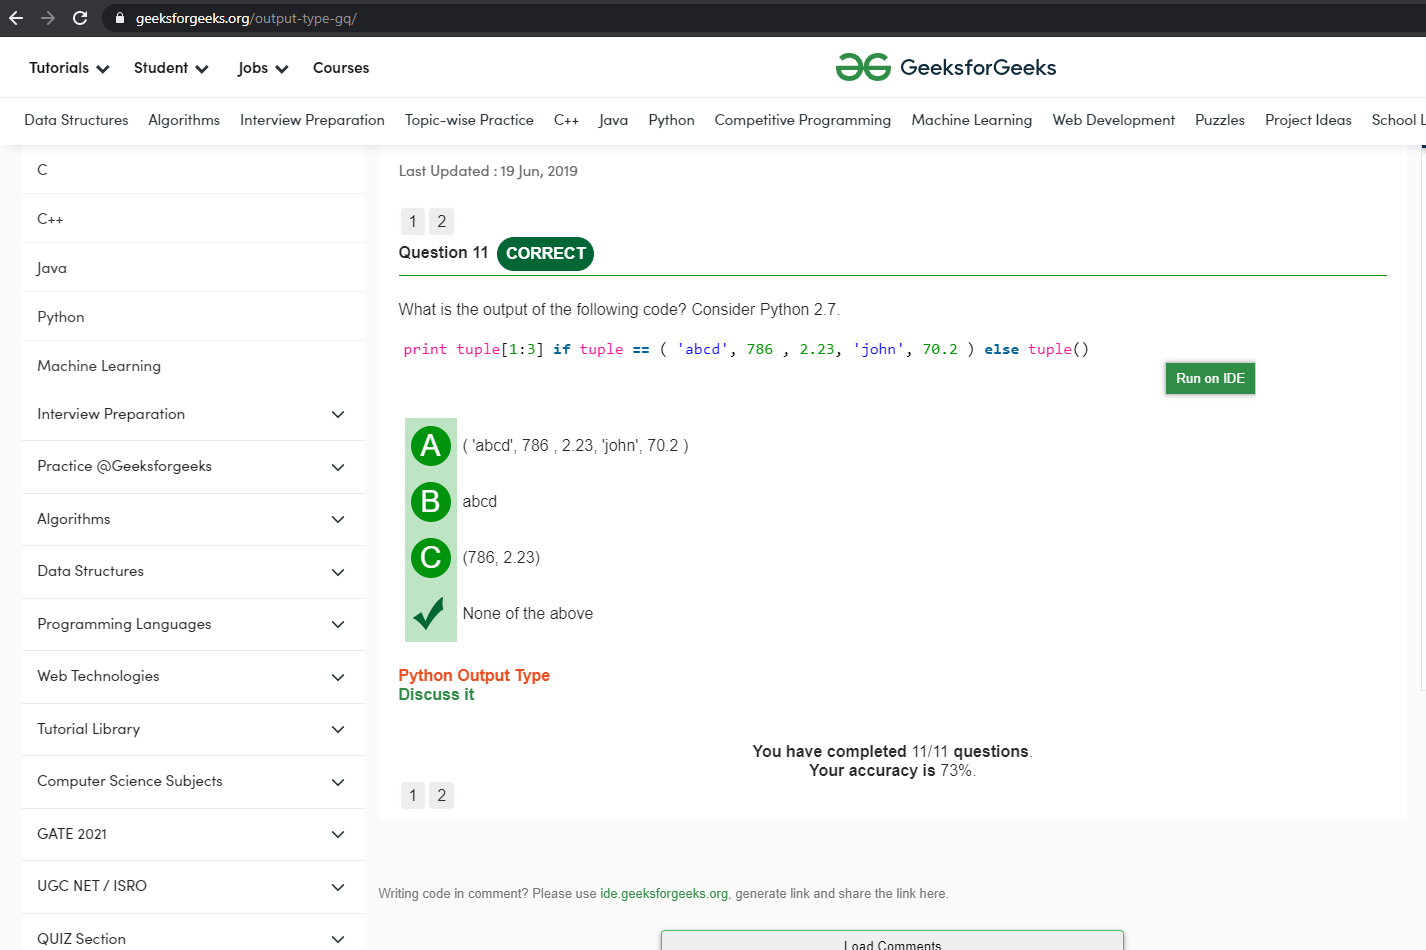 geeksforgeeks.org/output-type-gq/
Tutorials Student Jobs Courses GeeksforGeeks
Data Structures Algorithms Interview Preparation Topic-wise Practice C++ Java Python Competitive Programming Machine Learning Web Development Puzzles Project Ideas School L
C
C++
Java
Python
Machine Learning
Interview Preparation
Practice @Geeksforgeeks
Algorithms
Data Structures
Programming Languages
Web Technologies
Tutorial Library
Computer Science Subjects
GATE 2021
UGC NET / ISRO
QUIZ Section
Last Updated : 19 Jun, 2019
1 2
Question 11 CORRECT
What is the output of the following code? Consider Python 2.7.
print tuple[1:3] if tuple == ( 'abcd', 786 , 2.23, 'john', 70.2 ) else tuple()
Run on IDE
A ( 'abcd', 786 , 2.23, 'john', 70.2 )
B abcd
C (786, 2.23)
None of the above
Python Output Type
Discuss it
You have completed 11/11 questions.
Your accuracy is 73%.
1 2
Writing code in comment? Please use ide.geeksforgeeks.org, generate link and share the link here.
Load Comments